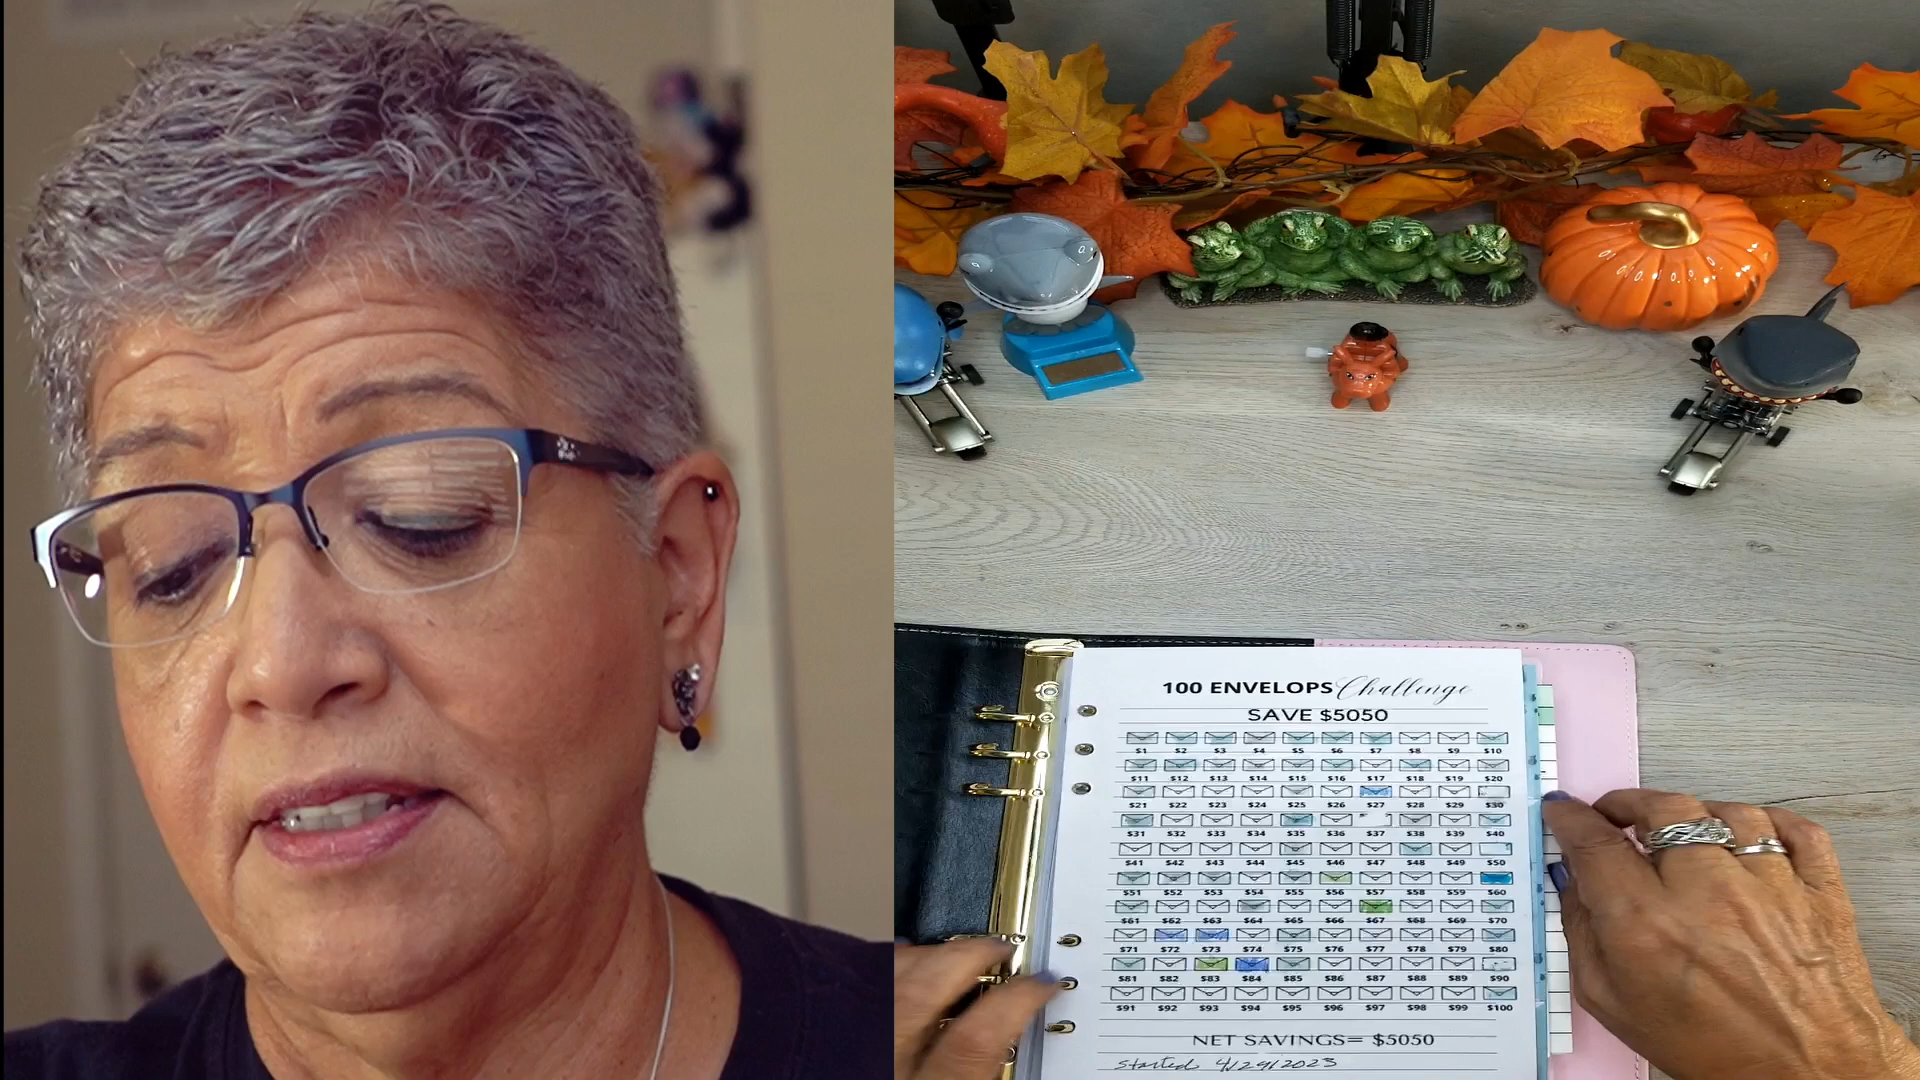 100 ENVELOPS Challenge
SAVE $5050
$1 $2 $3 $4 $5 $6 $7 $8 $9 $10
$11 $12 $13 $14 $15 $16 $17 $18 $19 $20
$21 $22 $23 $24 $25 $26 $27 $28 $29 $30
$31 $32 $33 $34 $35 $36 $37 $38 $39 $40
$41 $42 $43 $44 $45 $46 $47 $48 $49 $50
$51 $52 $53 $54 $55 $56 $57 $58 $59 $60
$61 $62 $63 $64 $65 $66 $67 $68 $69 $70
$71 $72 $73 $74 $75 $76 $77 $78 $79 $80
$81 $82 $83 $84 $85 $86 $87 $88 $89 $90
$91 $92 $93 $94 $95 $96 $97 $98 $99 $100
NET SAVINGS= $5050
Started 4/29/2023